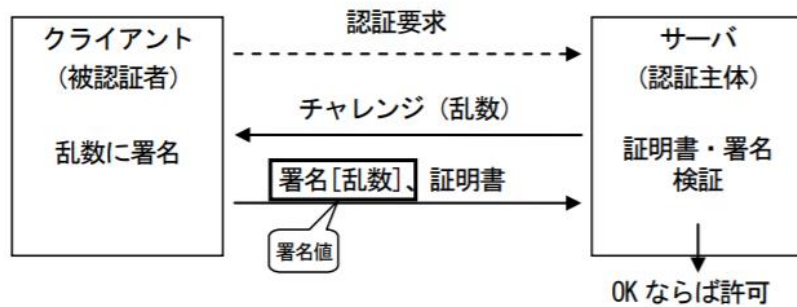 クライアント
(被認証者)
乱数に署名
認証要求
チャレンジ(乱数)
署名[乱数]、証明書
署名値
サーバ
(認証主体)
証明書・署名
検証
OKならば許可